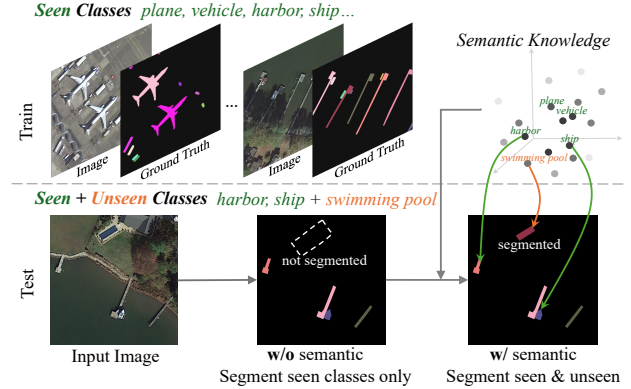 Seen Classes plane, vehicle, harbor, ship…
Semantic Knowledge
Train
Image
Ground Truth
...
Image
Ground Truth
plane
vehicle
harbor
ship
swimming pool
Seen + Unseen Classes harbor, ship + swimming pool
Test
not segmented
segmented
Input Image
w/o semantic
Segment seen classes only
w/ semantic
Segment seen & unseen